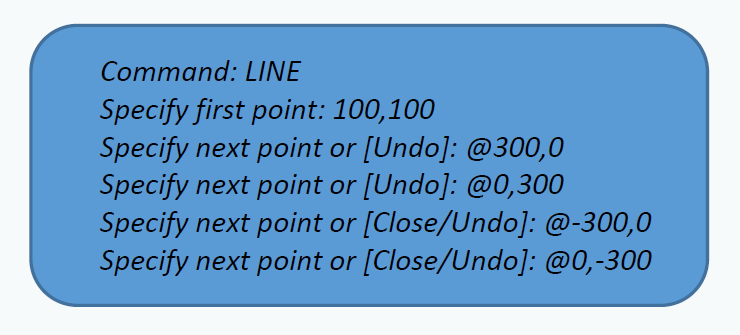 Command: LINE
Specify first point: 100,100
Specify next point or [Undo]: @300,0
Specify next point or [Undo]: @0,300
Specify next point or [Close/Undo]: @-300,0
Specify next point or [Close/Undo]: @0,-300